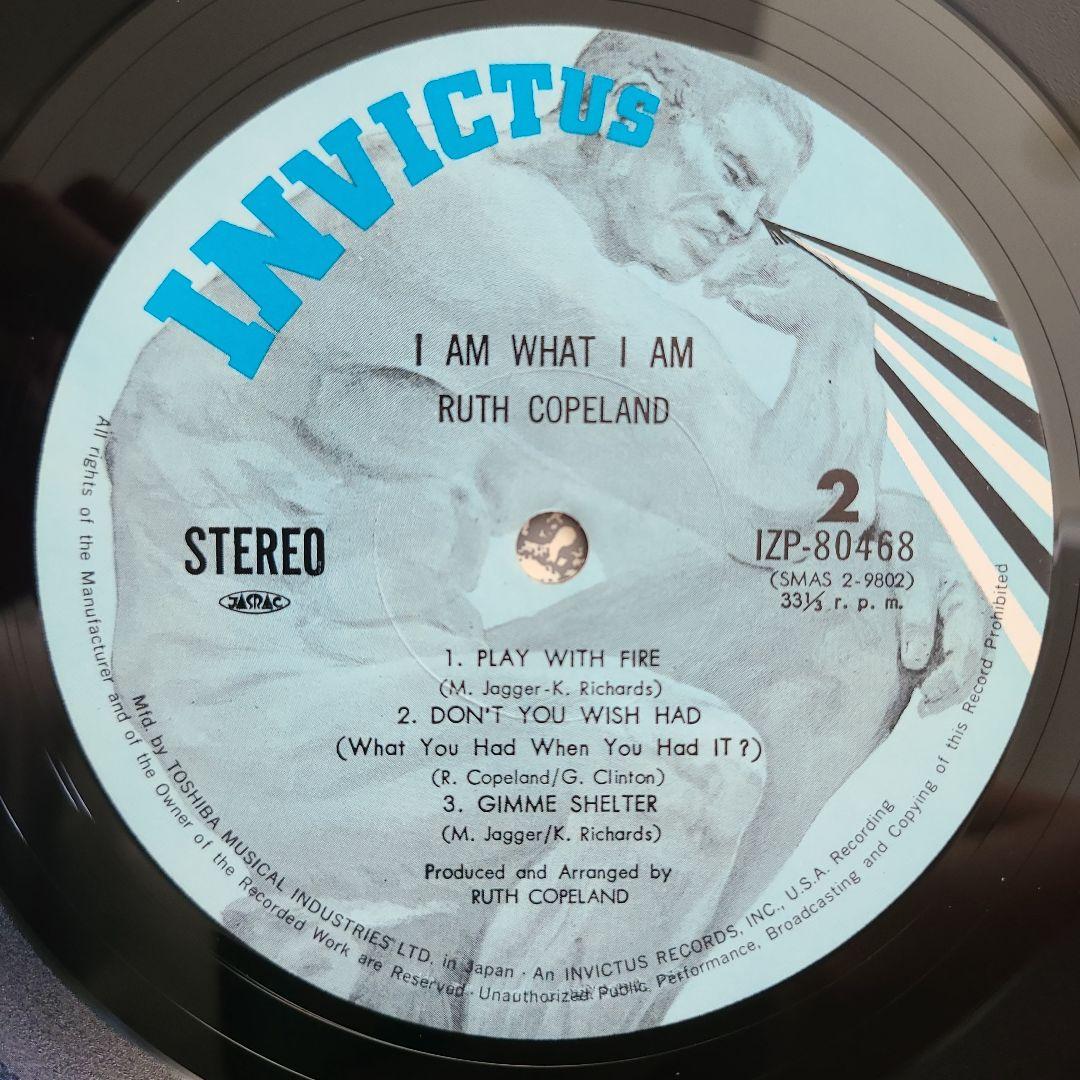 INVICTUS
I AM WHAT I AM
RUTH COPELAND
STEREO
JASRAC
2
IZP-80468
(SMAS 2-9802)
33⅓ r. p. m.
1. PLAY WITH FIRE
(M. Jagger-K. Richards)
2. DON'T YOU WISH HAD
(What You Had When You Had IT?)
(R. Copeland/G. Clinton)
3. GIMME SHELTER
(M. Jagger/K. Richards)
Produced and Arranged by
RUTH COPELAND
Mfd. by TOSHIBA MUSICAL INDUSTRIES LTD. in Japan · An INVICTUS RECORDS, INC., U.S.A. Recording
All rights of the Manufacturer and of the Owner of the Recorded Work are Reserved · Unauthorized Public Performance, Broadcasting and Copying of this Record Prohibited